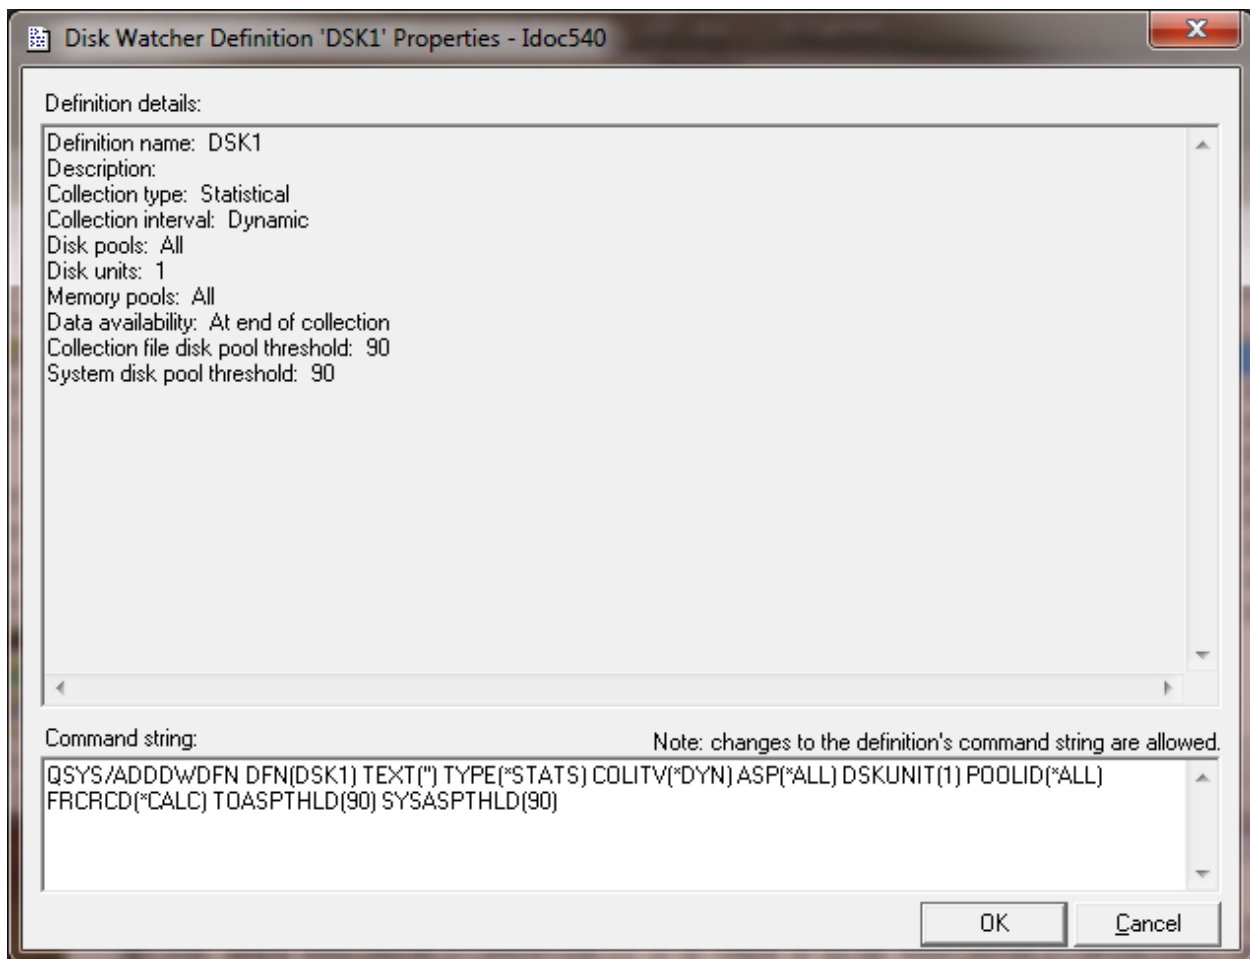 Disk Watcher Definition 'DSK1' Properties - Idoc540
Definition details:
Definition name:  DSK1
Description:
Collection type:  Statistical
Collection interval:  Dynamic
Disk pools:  All
Disk units:  1
Memory pools:  All
Data availability:  At end of collection
Collection file disk pool threshold:  90
System disk pool threshold:  90
Command string:
Note: changes to the definition's command string are allowed.
QSYS/ADDDWDFN DFN(DSK1) TEXT('') TYPE(*STATS) COLITV(*DYN) ASP(*ALL) DSKUNIT(1) POOLID(*ALL)
FRCRCD(*CALC) TOASPTHLD(90) SYSASPTHLD(90)
OK
Cancel